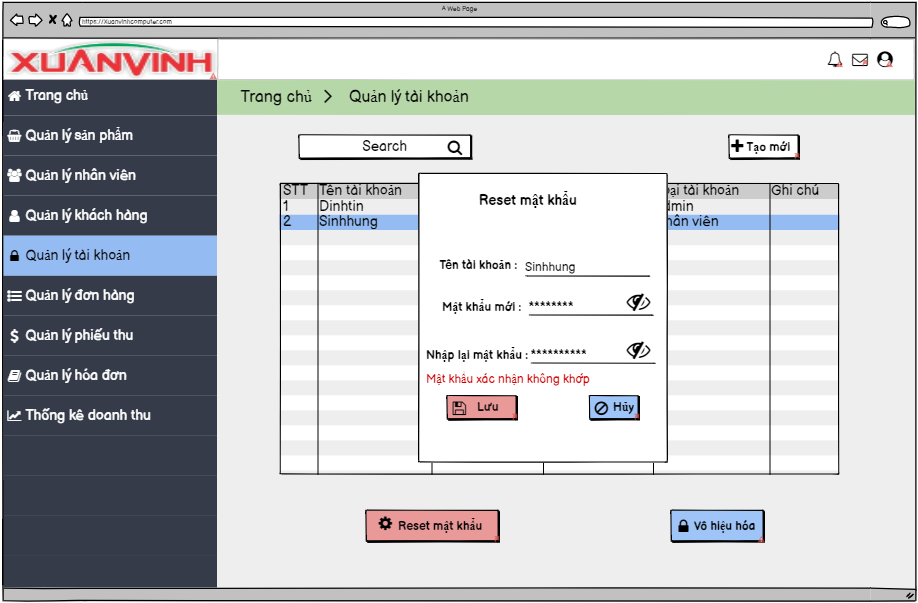 A Web Page
https://Xuanvinhcomputer.com
XUÂNVINH
Trang chủ
Quản lý sản phẩm
Quản lý nhân viên
Quản lý khách hàng
Quản lý tài khoản
Quản lý đơn hàng
Quản lý phiếu thu
Quản lý hóa đơn
Thống kê doanh thu
Trang chủ > Quản lý tài khoản
Search
Tạo mới
STT Tên tài khoản ại tài khoản Ghi chú
1 Dinhtin dmin
2 Sinhhung hân viên
Reset mật khẩu
Tên tài khoản : Sinhhung
Mật khẩu mới : ********
Nhập lại mật khẩu : **********
Mật khẩu xác nhận không khớp
Lưu Hủy
Reset mật khẩu Vô hiệu hóa